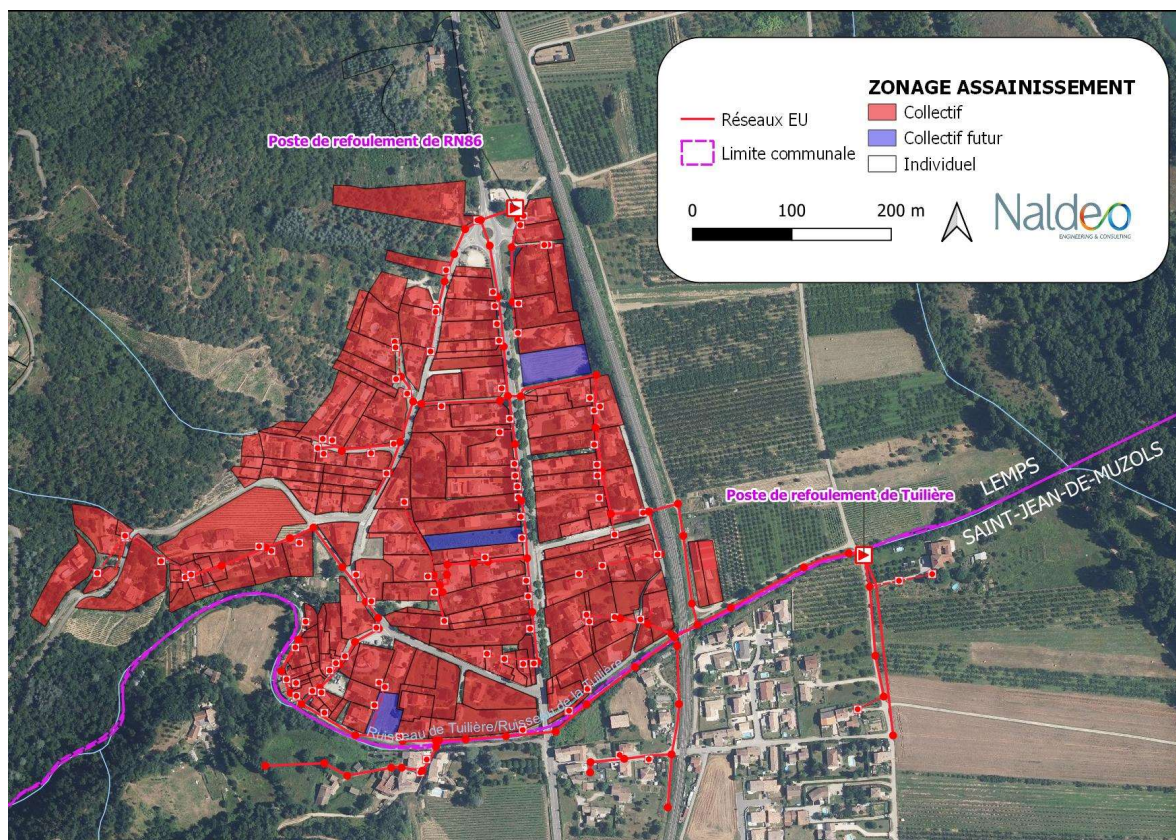 ZONAGE ASSAINISSEMENT
Réseaux EU
Limite communale
Collectif
Collectif futur
Individuel
0 100 200 m
Naldeo
ENGINEERING & CONSULTING
Poste de refoulement de RN86
Poste de refoulement de Tuilière
LEMPS
SAINT-JEAN-DE-MUZOLS
Ruisseau de Tuilière/Ruisseau de la Tuilière